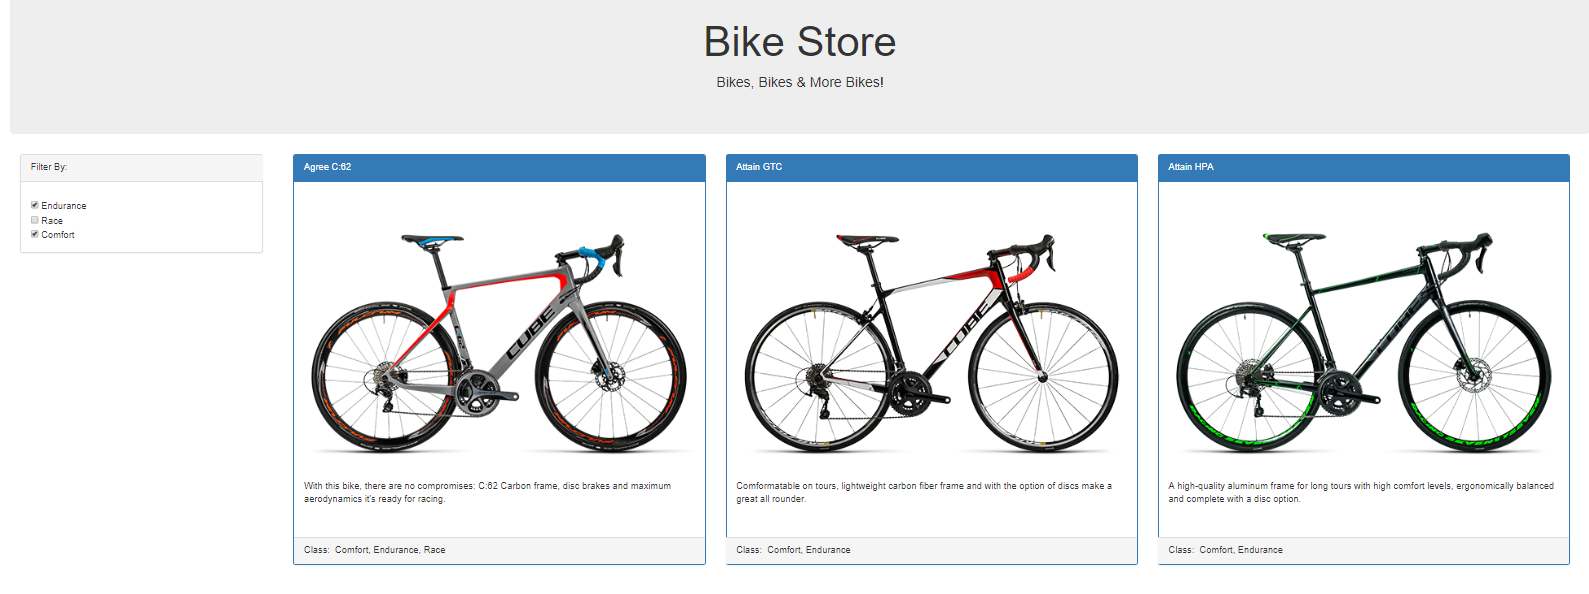 Bike Store
Bikes, Bikes & More Bikes!
Filter By:
Endurance
Race
Comfort
Agree C:62
CUBE
With this bike, there are no compromises: C:62 Carbon frame, disc brakes and maximum
aerodynamics it's ready for racing.
Class: Comfort, Endurance, Race
Attain GTC
CUBE
Comformatable on tours, lightweight carbon fiber frame and with the option of discs make a
great all rounder.
Class: Comfort, Endurance
Attain HPA
A high-quality aluminum frame for long tours with high comfort levels, ergonomically balanced
and complete with a disc option.
Class: Comfort, Endurance